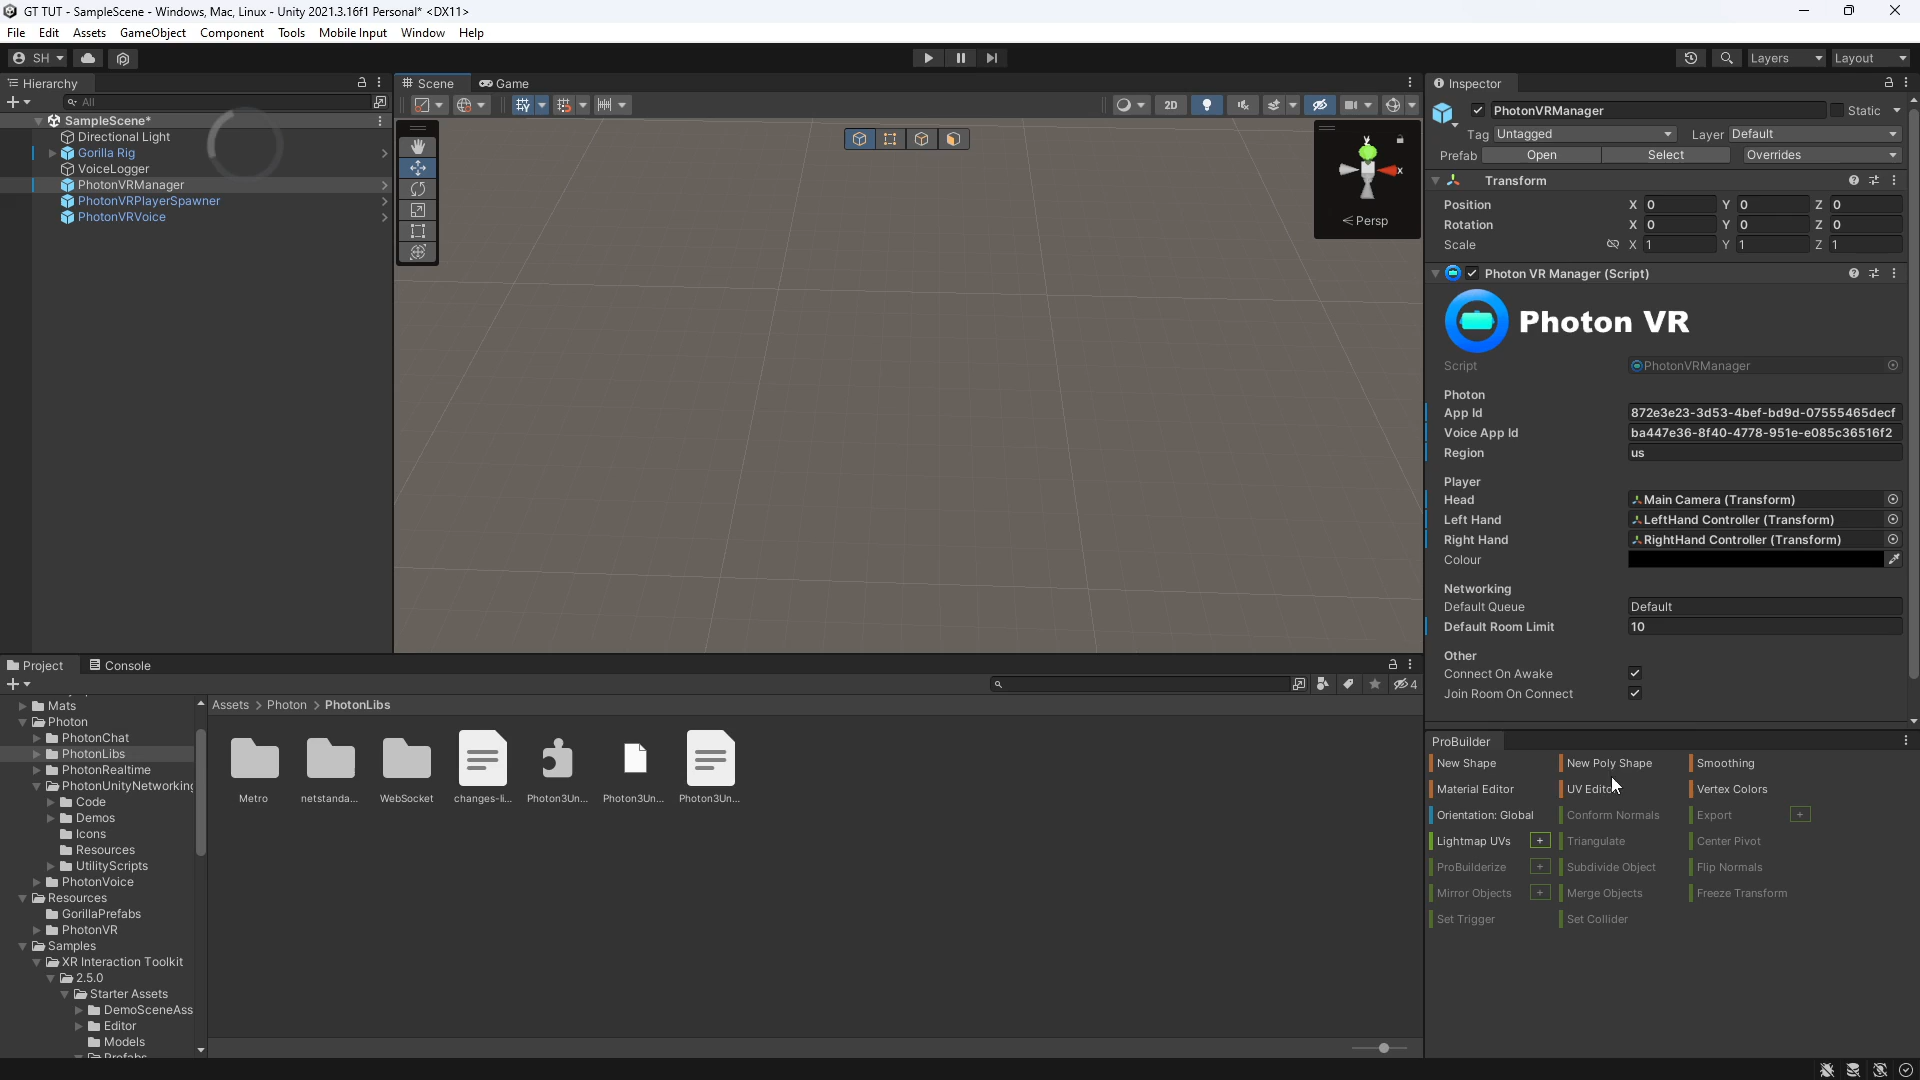 GT TUT - SampleScene - Windows, Mac, Linux - Unity 2021.3.16f1 Personal* <DX11>
File Edit Assets GameObject Component Tools Mobile Input Window Help
SH Layers Layout
Hierarchy
All
SampleScene*
Directional Light
Gorilla Rig
VoiceLogger
PhotonVRManager
PhotonVRPlayerSpawner
PhotonVRVoice
Scene Game
2D
y
x
Persp
Inspector
PhotonVRManager Static
Tag Untagged Layer Default
Prefab Open Select Overrides
Transform
Position X 0 Y 0 Z 0
Rotation X 0 Y 0 Z 0
Scale X 1 Y 1 Z 1
Photon VR Manager (Script)
Photon VR
Script PhotonVRManager
Photon
App Id 872e3e23-3d53-4bef-bd9d-07555465decf
Voice App Id ba447e36-8f40-4778-951e-e085c36516f2
Region us
Player
Head Main Camera (Transform)
Left Hand LeftHand Controller (Transform)
Right Hand RightHand Controller (Transform)
Colour
Networking
Default Queue Default
Default Room Limit 10
Other
Connect On Awake
Join Room On Connect
Project Console
4
Mats
Photon
PhotonChat
PhotonLibs
PhotonRealtime
PhotonUnityNetworking
Code
Demos
Icons
Resources
UtilityScripts
PhotonVoice
Resources
GorillaPrefabs
PhotonVR
Samples
XR Interaction Toolkit
2.5.0
Starter Assets
DemoSceneAss
Editor
Models
Prefabs
Assets > Photon > PhotonLibs
Metro netstanda... WebSocket changes-li... Photon3Un... Photon3Un... Photon3Un...
ProBuilder
New Shape New Poly Shape Smoothing
Material Editor UV Edito Vertex Colors
Orientation: Global Conform Normals Export +
Lightmap UVs + Triangulate Center Pivot
ProBuilderize + Subdivide Object Flip Normals
Mirror Objects + Merge Objects Freeze Transform
Set Trigger Set Collider